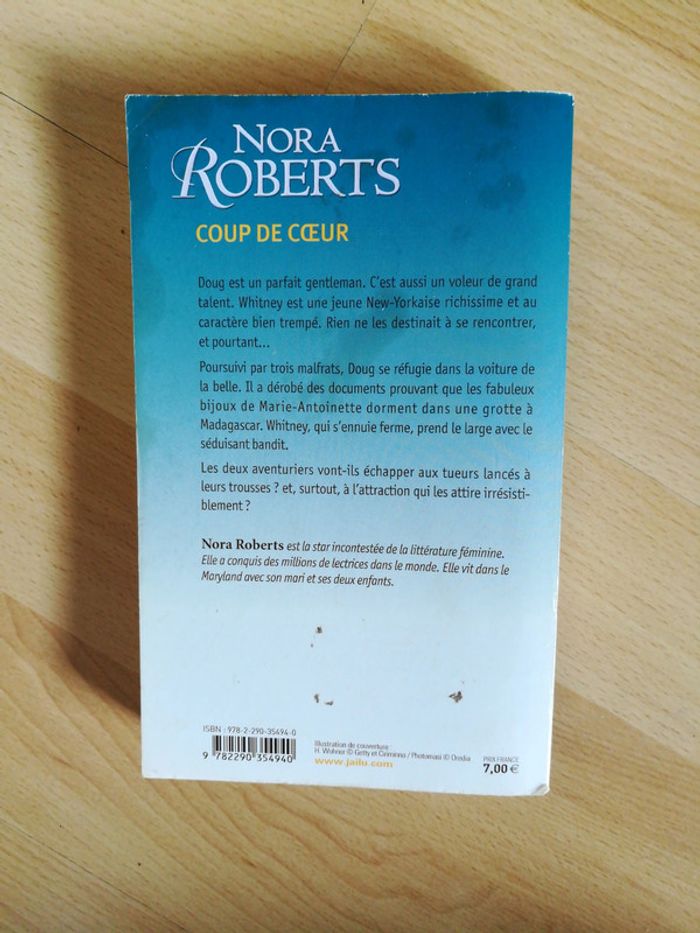 NORA
ROBERTS
COUP DE CŒUR
Doug est un parfait gentleman. C'est aussi un voleur de grand
talent. Whitney est une jeune New-Yorkaise richissime et au
caractère bien trempé. Rien ne les destinait à se rencontrer,
et pourtant...
Poursuivi par trois malfrats, Doug se réfugie dans la voiture de
la belle. Il a dérobé des documents prouvant que les fabuleux
bijoux de Marie-Antoinette dorment dans une grotte à
Madagascar. Whitney, qui s'ennuie ferme, prend le large avec le
séduisant bandit.
Les deux aventuriers vont-ils échapper aux tueurs lancés à
leurs trousses ? et, surtout, à l'attraction qui les attire irrésisti-
blement ?
Nora Roberts est la star incontestée de la littérature féminine.
Elle a conquis des millions de lectrices dans le monde. Elle vit dans le
Maryland avec son mari et ses deux enfants.
ISBN : 978-2-290-35494-0
9 782290 354940
Illustration de couverture :
H. Wohner © Getty et / Photomasi ©
www.jailu.com
PRIX FRANCE
7,00 €